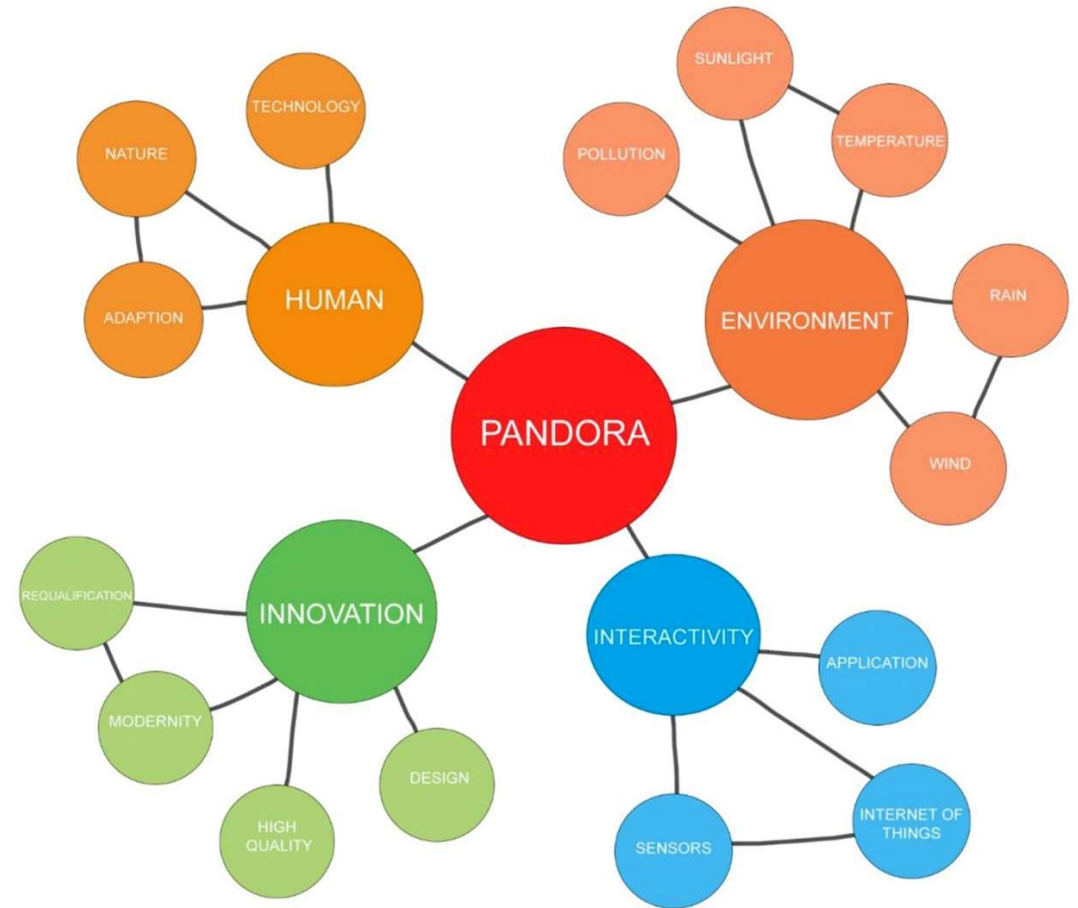 SUNLIGHT
TECHNOLOGY
TEMPERATURE
NATURE
POLLUTION
HUMAN
RAIN
ADAPTION
ENVIRONMENT
PANDORA
WIND
REQUALIFICATION
INNOVATION
INTERACTIVITY
APPLICATION
MODERNITY
DESIGN
HIGH
QUALITY
INTERNET OF
THINGS
SENSORS